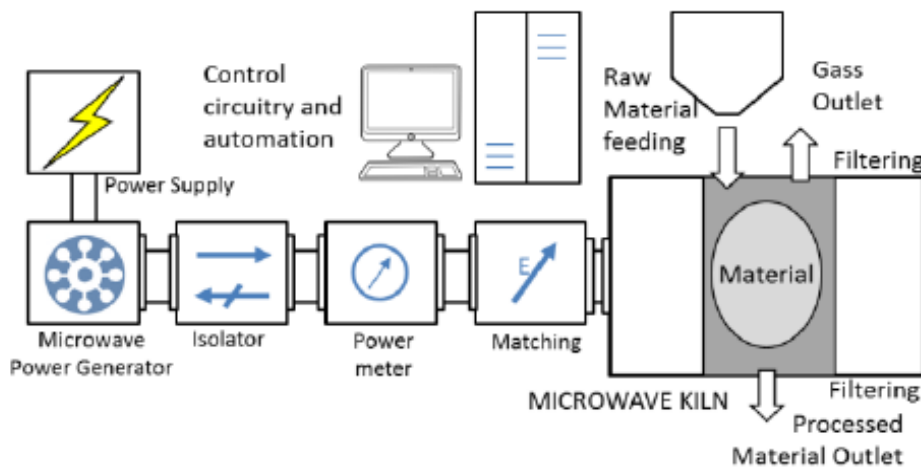 Control
circuitry and
automation
Raw
Material
feeding
Gass
Outlet
Filtering
Power Supply
E
Material
Microwave
Power Generator
Isolator
Power
meter
Matching
MICROWAVE KILN
Filtering
Processed
Material Outlet